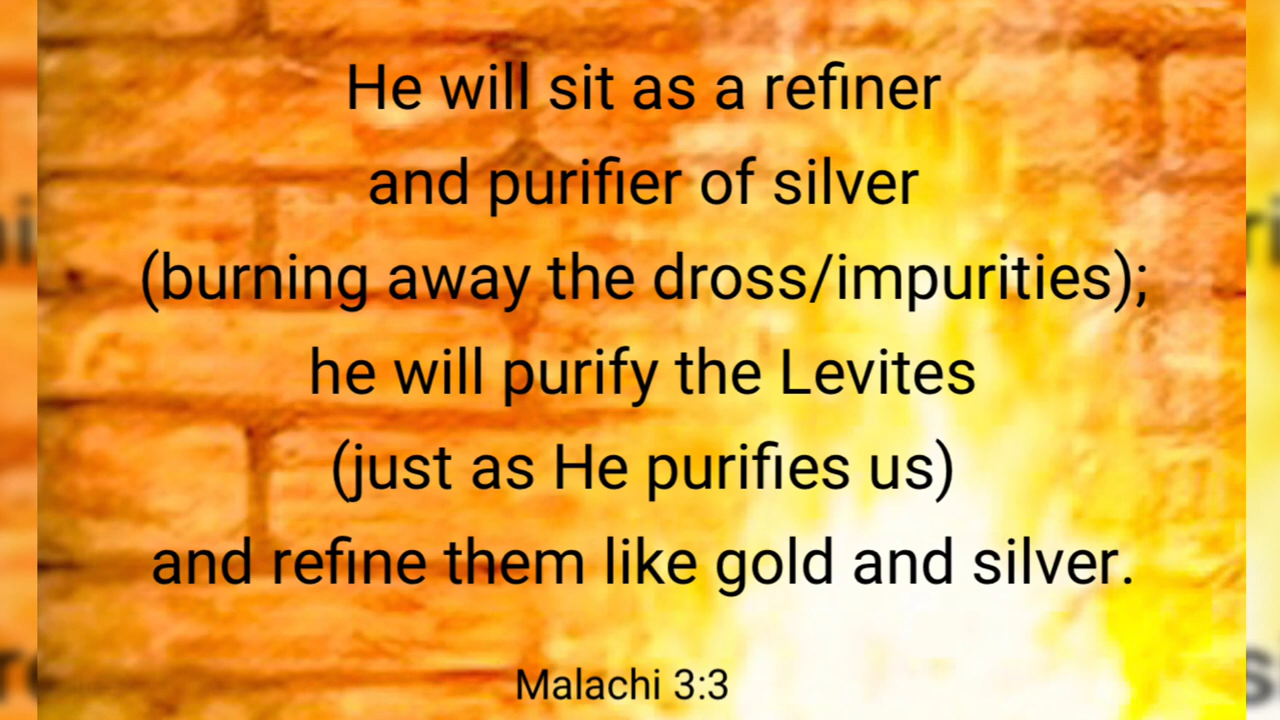 He will sit as a refiner
and purifier of silver
(burning away the dross/impurities);
he will purify the Levites
(just as He purifies us)
and refine them like gold and silver.
Malachi 3:3